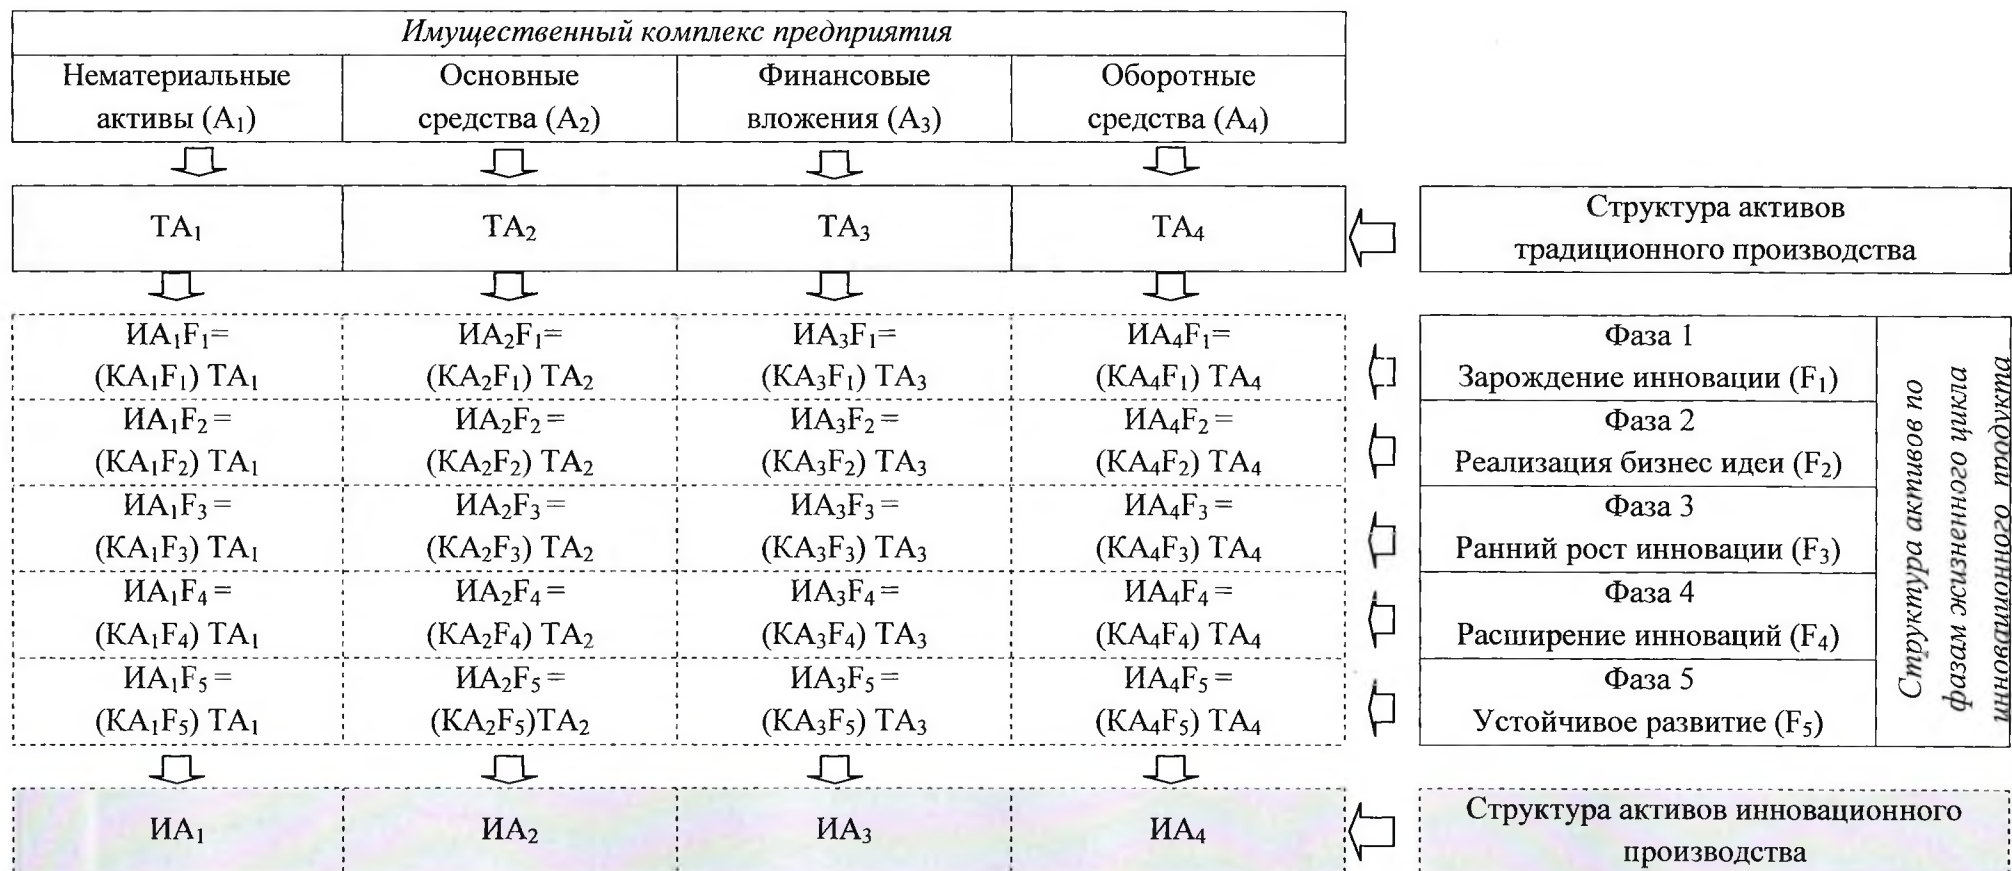 Имущественный комплекс предприятия
Нематериальные активы (А₁)
Основные средства (А₂)
Финансовые вложения (А₃)
Оборотные средства (А₄)
ТА₁
ТА₂
ТА₃
ТА₄
Структура активов
традиционного производства
ИА₁F₁=
(КА₁F₁) ТА₁
ИА₂F₁=
(КА₂F₁) ТА₂
ИА₃F₁=
(КА₃F₁) ТА₃
ИА₄F₁=
(КА₄F₁) ТА₄
Фаза 1
Зарождение инновации (F₁)
ИА₁F₂=
(КА₁F₂) ТА₁
ИА₂F₂=
(КА₂F₂) ТА₂
ИА₃F₂=
(КА₃F₂) ТА₃
ИА₄F₂=
(КА₄F₂) ТА₄
Фаза 2
Реализация бизнес идеи (F₂)
ИА₁F₃=
(КА₁F₃) ТА₁
ИА₂F₃=
(КА₂F₃) ТА₂
ИА₃F₃=
(КА₃F₃) ТА₃
ИА₄F₃=
(КА₄F₃) ТА₄
Фаза 3
Ранний рост инновации (F₃)
ИА₁F₄=
(КА₁F₄) ТА₁
ИА₂F₄=
(КА₂F₄) ТА₂
ИА₃F₄=
(КА₃F₄) ТА₃
ИА₄F₄=
(КА₄F₄) ТА₄
Фаза 4
Расширение инноваций (F₄)
ИА₁F₅=
(КА₁F₅) ТА₁
ИА₂F₅=
(КА₂F₅)ТА₂
ИА₃F₅=
(КА₃F₅) ТА₃
ИА₄F₅=
(КА₄F₅) ТА₄
Фаза 5
Устойчивое развитие (F₅)
Структура активов по
фазам жизненного цикла
инновационного продукта
ИА₁
ИА₂
ИА₃
ИА₄
Структура активов инновационного
производства